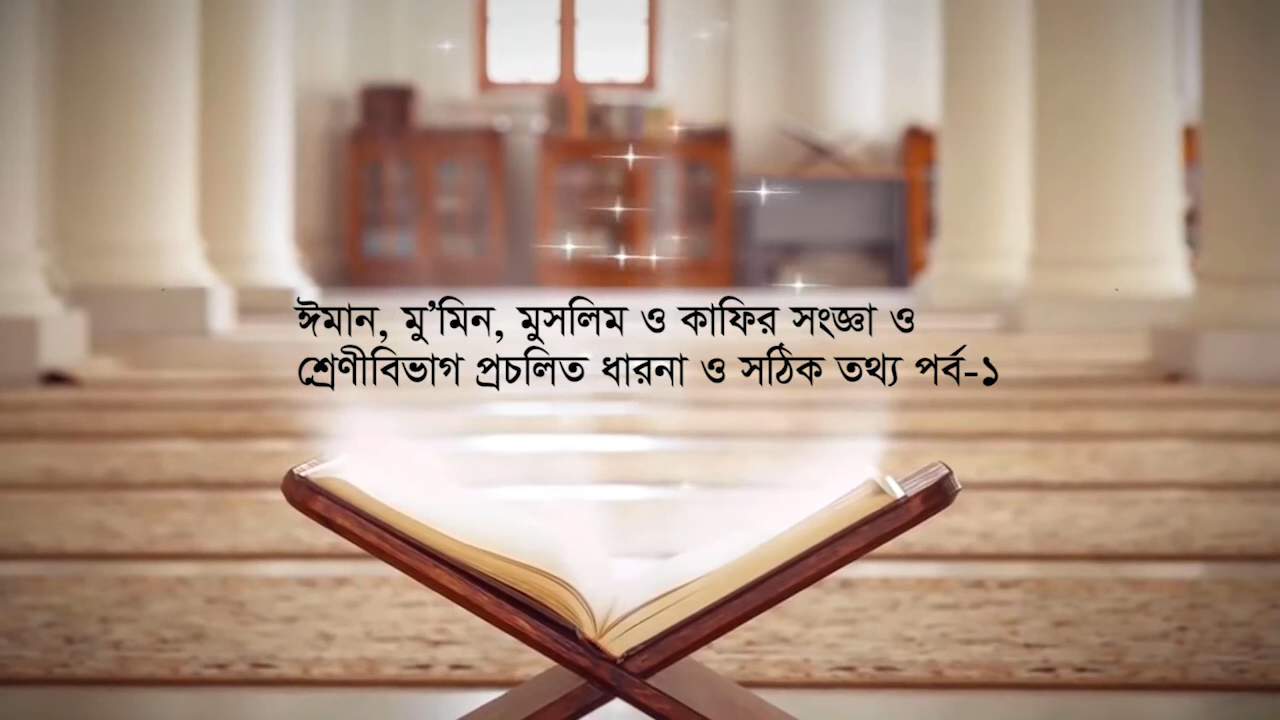 ঈমান, মু’মিন, মুসলিম ও কাফির সংজ্ঞা ও
শ্রেণীবিভাগ প্রচলিত ধারনা ও সঠিক তথ্য পর্ব-১